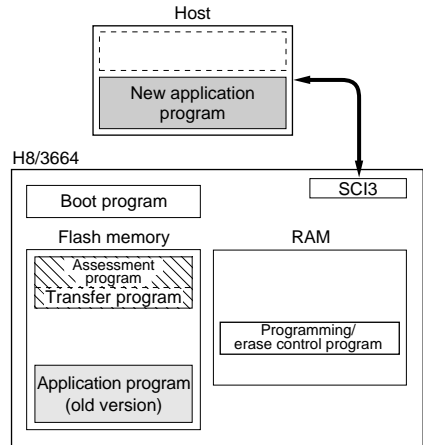 Host
New application
program
H8/3664
SCI3
Boot program
Flash memory
RAM
Assessment
program
Transfer program
Programming/
erase control program
Application program
(old version)